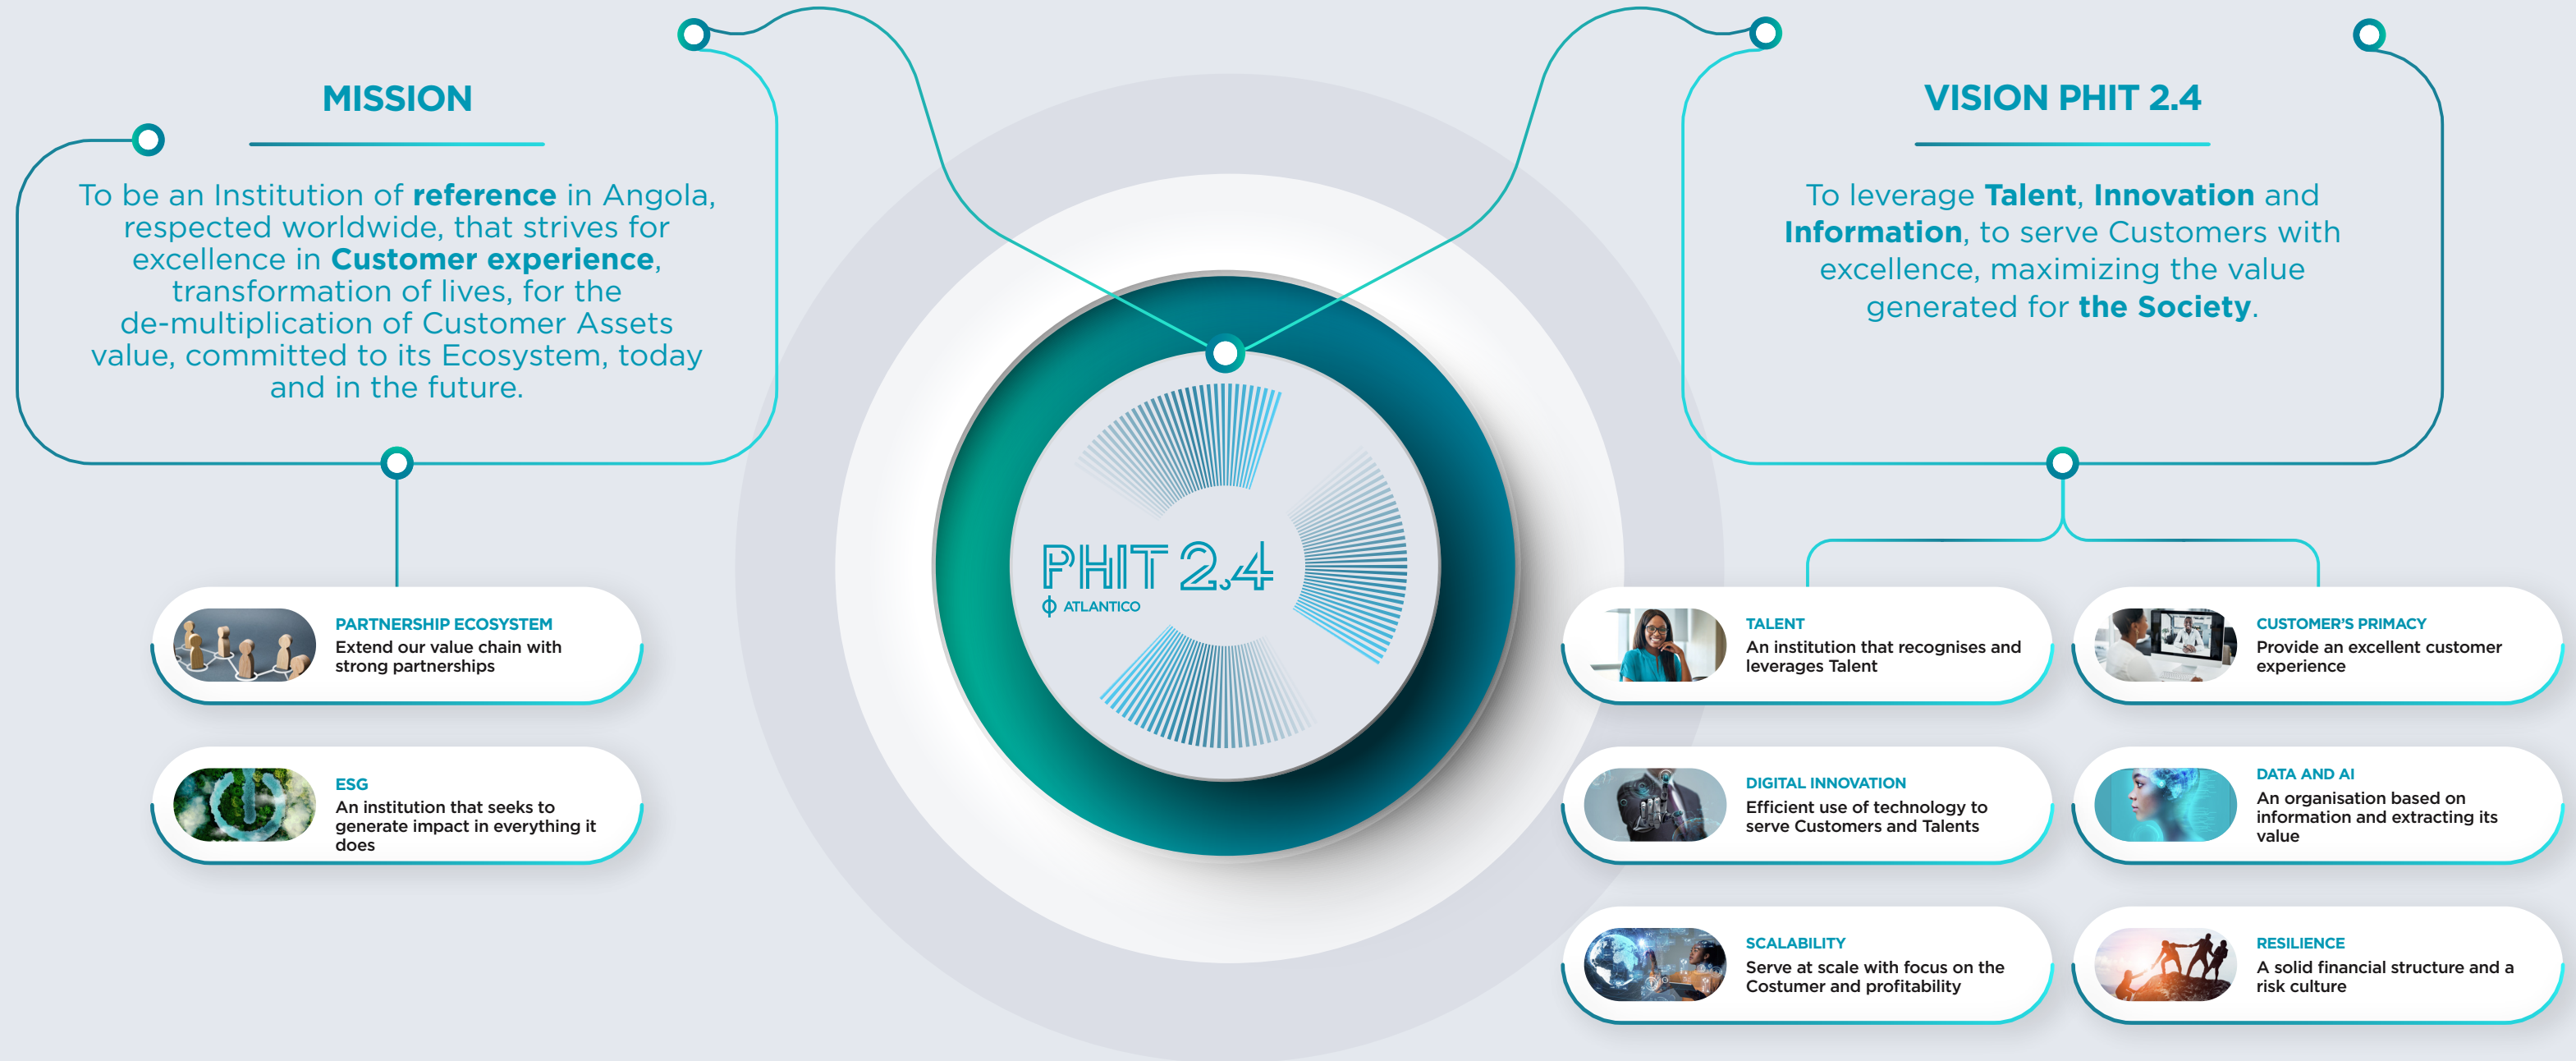 MISSION
To be an Institution of reference in Angola,
respected worldwide, that strives for
excellence in Customer experience,
transformation of lives, for the
de-multiplication of Customer Assets
value, committed to its Ecosystem, today
and in the future.
PARTNERSHIP ECOSYSTEM
Extend our value chain with
strong partnerships
ESG
An institution that seeks to
generate impact in everything it
does
PHIT 2.4
ATLANTICO
VISION PHIT 2.4
To leverage Talent, Innovation and
Information, to serve Customers with
excellence, maximizing the value
generated for the Society.
TALENT
An institution that recognises and
leverages Talent
CUSTOMER'S PRIMACY
Provide an excellent customer
experience
DIGITAL INNOVATION
Efficient use of technology to
serve Customers and Talents
DATA AND AI
An organisation based on
information and extracting its
value
SCALABILITY
Serve at scale with focus on the
Costumer and profitability
RESILIENCE
A solid financial structure and a
risk culture